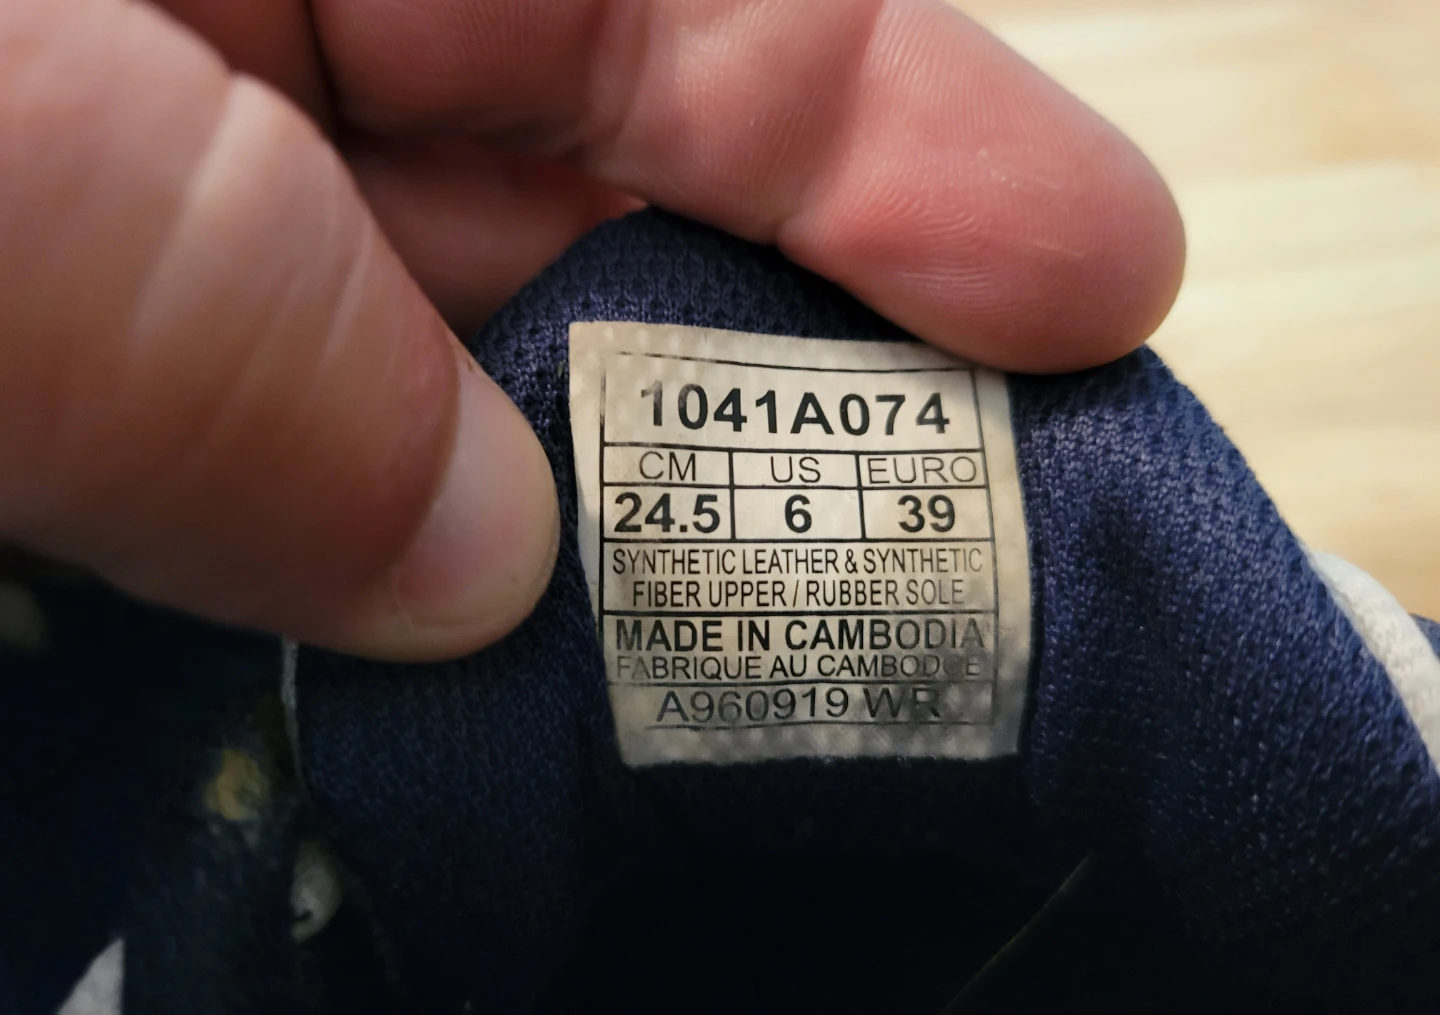 1041A074
CM US EURO
24.5 6 39
SYNTHETIC LEATHER & SYNTHETIC
FIBER UPPER / RUBBER SOLE
MADE IN CAMBODIA
FABRIQUE AU CAMBODGE
A960919 WR